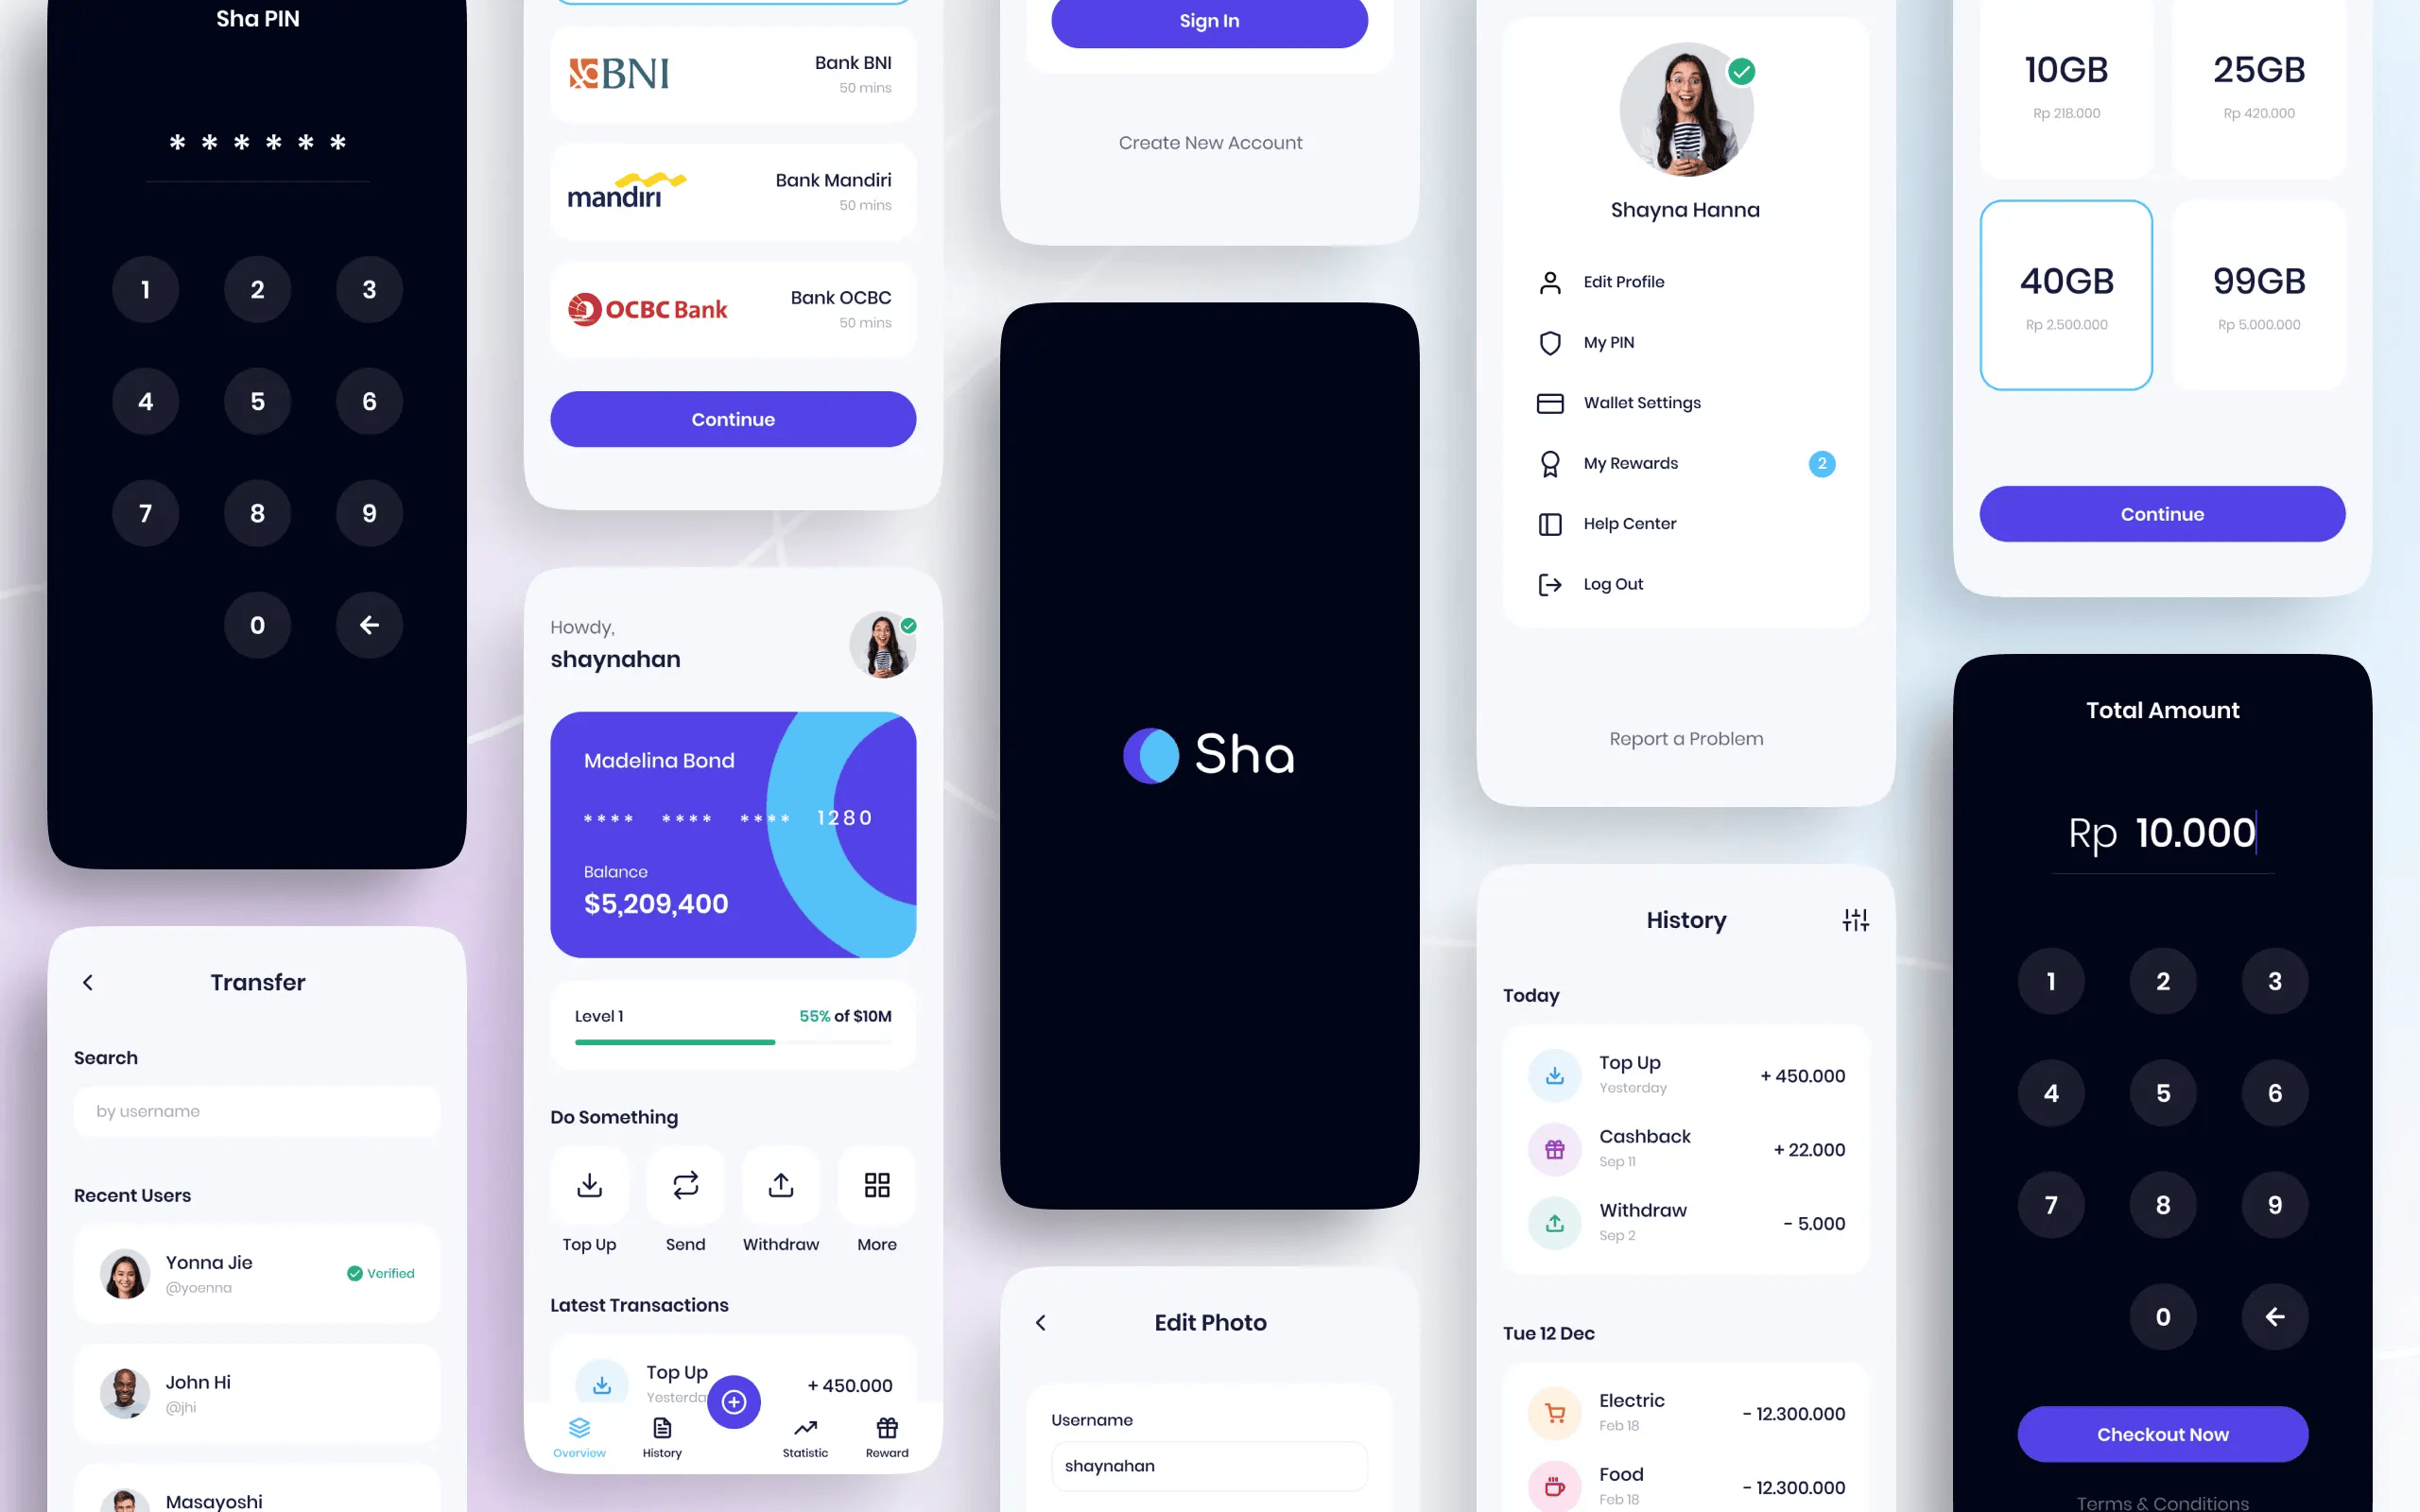 Sha PIN
* * * * * *
1 2 3
4 5 6
7 8 9
0
Transfer
Search
by username
Recent Users
Yonna Jie
@yoenna
Verified
John Hi
@jhi
Masayoshi
BNI
Bank BNI
50 mins
mandiri
Bank Mandiri
50 mins
OCBC Bank
Bank OCBC
50 mins
Continue
Howdy,
shaynahan
Madelina Bond
**** **** **** 1280
Balance
$5,209,400
Level 1
55% of $10M
Do Something
Top Up Send Withdraw More
Latest Transactions
Top Up
Yesterda
+ 450.000
Overview History Statistic Reward
Sign In
Create New Account
Sha
Edit Photo
Username
shaynahan
Shayna Hanna
Edit Profile
My PIN
Wallet Settings
My Rewards 2
Help Center
Log Out
Report a Problem
History
Today
Top Up
Yesterday
+ 450.000
Cashback
Sep 11
+ 22.000
Withdraw
Sep 2
- 5.000
Tue 12 Dec
Electric
Feb 18
- 12.300.000
Food
Feb 18
- 12.300.000
10GB
Rp 218.000
25GB
Rp 420.000
40GB
Rp 2.500.000
99GB
Rp 5.000.000
Continue
Total Amount
Rp 10.000
1 2 3
4 5 6
7 8 9
0
Checkout Now
Terms & Conditions